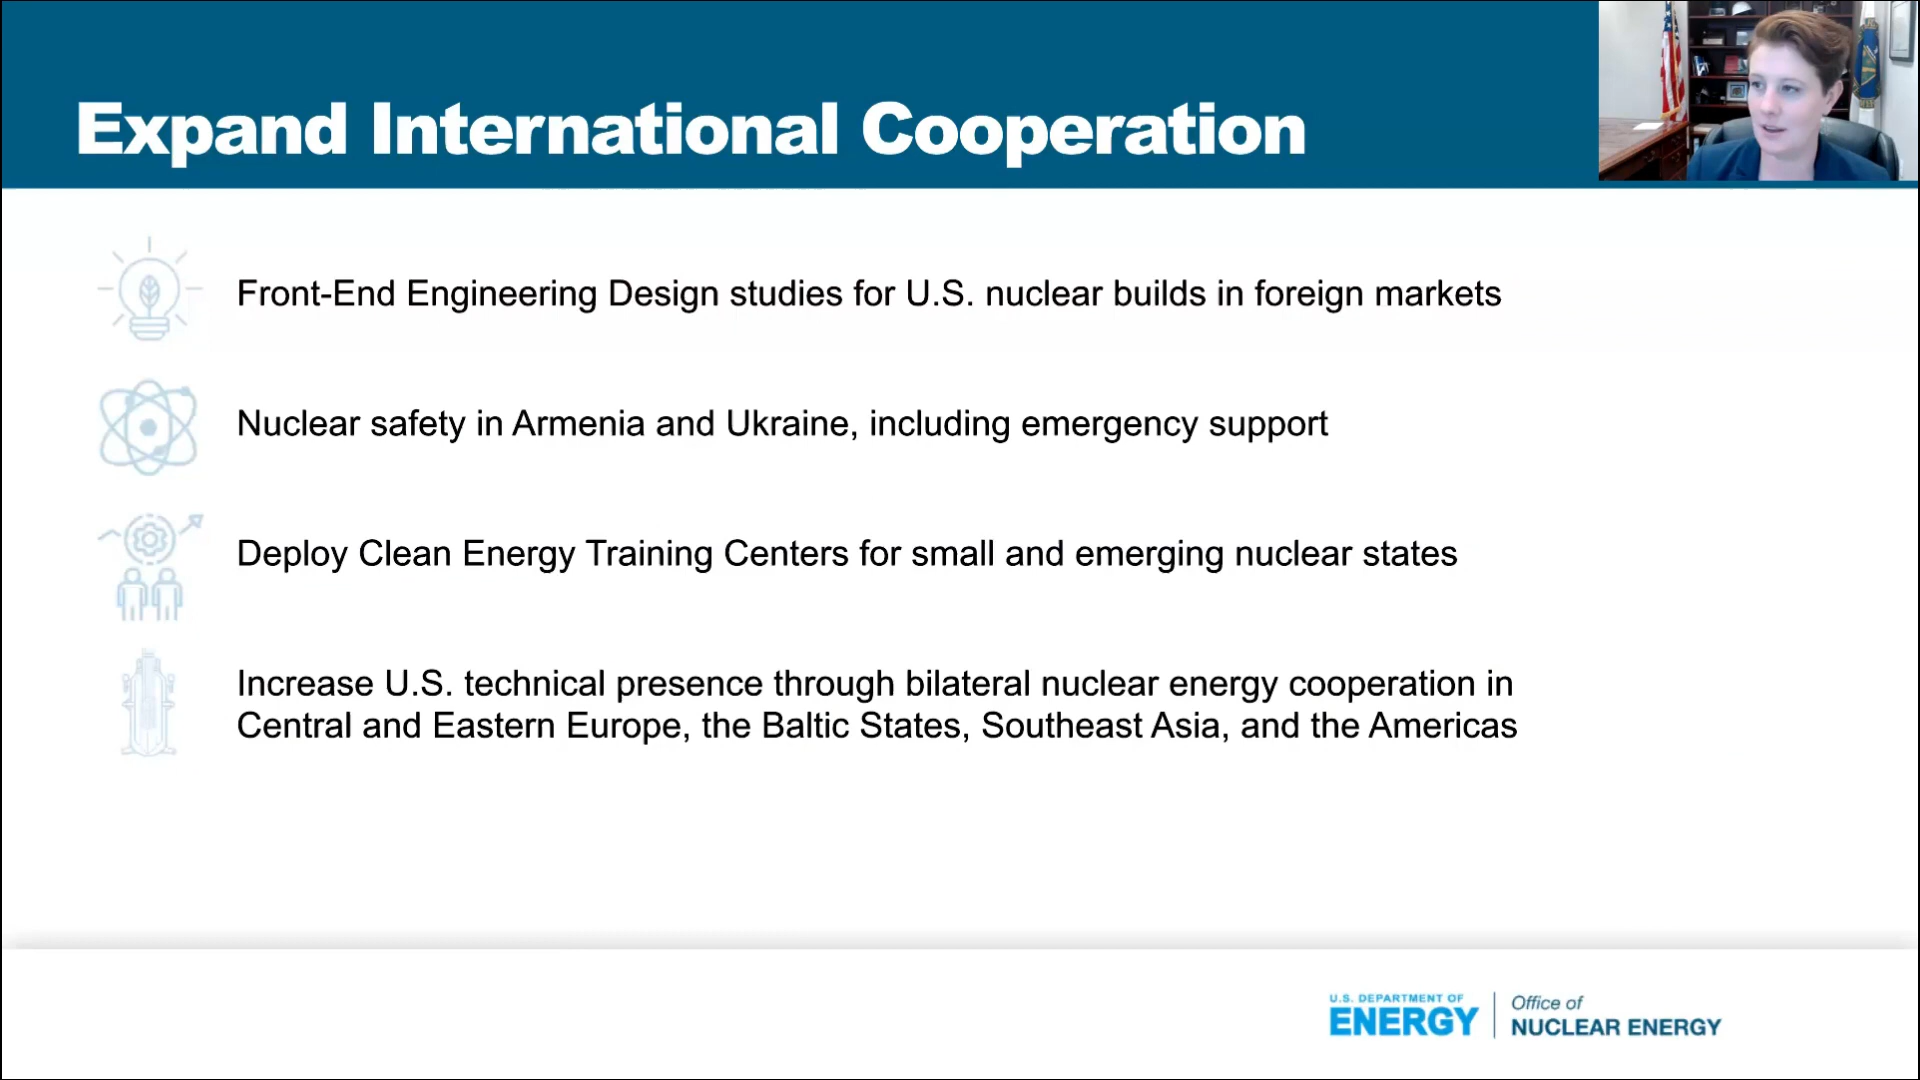 Expand International Cooperation
Front-End Engineering Design studies for U.S. nuclear builds in foreign markets
Nuclear safety in Armenia and Ukraine, including emergency support
Deploy Clean Energy Training Centers for small and emerging nuclear states
Increase U.S. technical presence through bilateral nuclear energy cooperation in
Central and Eastern Europe, the Baltic States, Southeast Asia, and the Americas
U.S. DEPARTMENT OF
ENERGY
Office of
NUCLEAR ENERGY